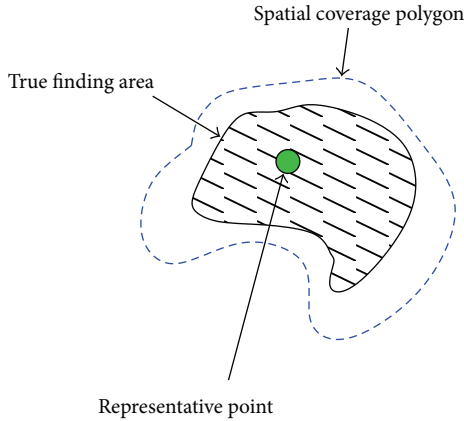 Spatial coverage polygon
True finding area
Representative point